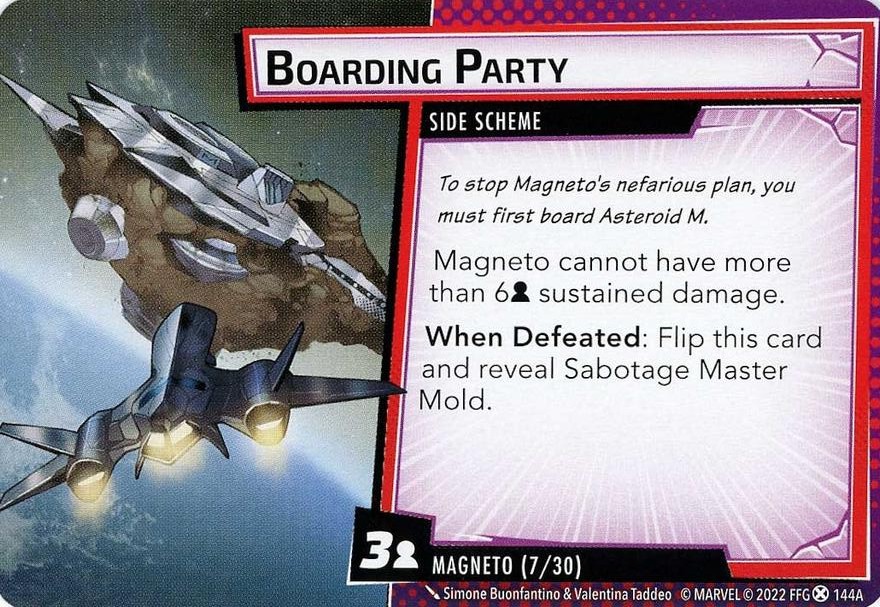 BOARDING PARTY
SIDE SCHEME
To stop Magneto's nefarious plan, you
must first board Asteroid M.
Magneto cannot have more
than 6 sustained damage.
When Defeated: Flip this card
and reveal Sabotage Master
Mold.
3
MAGNETO (7/30)
Simone Buonfantino & Valentina Taddeo © MARVEL © 2022 FFG 144A